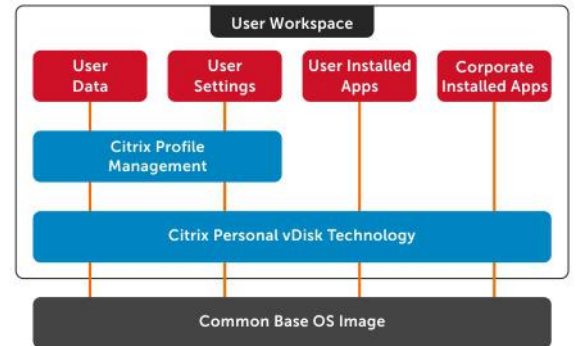 User Workspace
User
Data
User
Settings
User Installed
Apps
Corporate
Installed Apps
Citrix Profile
Management
Citrix Personal vDisk Technology
Common Base OS Image